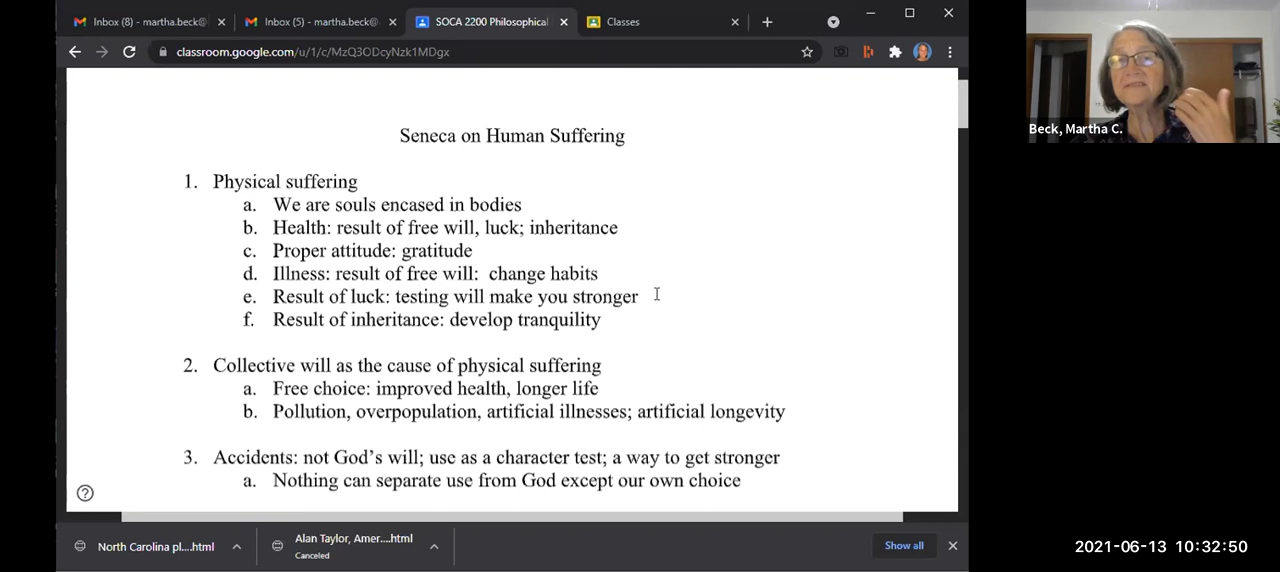 Inbox (8) - martha.beck@
Inbox (5) - martha.beck@
SOCA 2200 Philosophical
Classes
classroom.google.com/u/1/c/MzQ3ODcyNzk1MDgx
Beck, Martha C.
Seneca on Human Suffering
1. Physical suffering
a. We are souls encased in bodies
b. Health: result of free will, luck; inheritance
c. Proper attitude: gratitude
d. Illness: result of free will: change habits
e. Result of luck: testing will make you stronger
f. Result of inheritance: develop tranquility
2. Collective will as the cause of physical suffering
a. Free choice: improved health, longer life
b. Pollution, overpopulation, artificial illnesses; artificial longevity
3. Accidents: not God's will; use as a character test; a way to get stronger
a. Nothing can separate use from God except our own choice
North Carolina pl....html
Alan Taylor, Amer....html
Canceled
Show all
2021-06-13 10:32:50